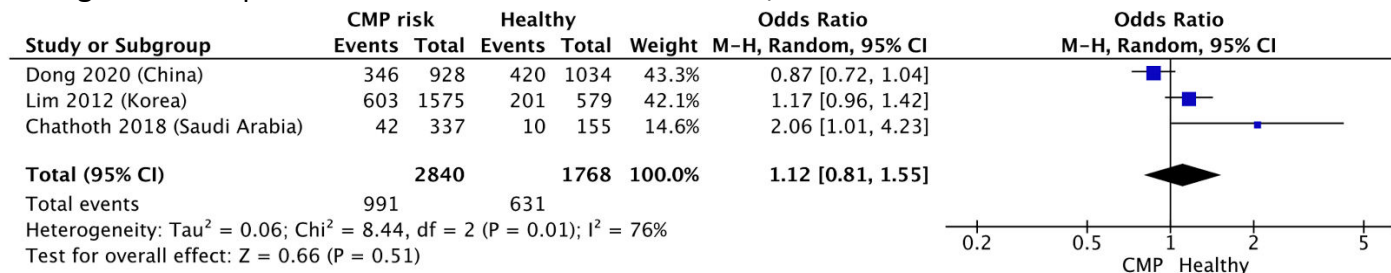 CMP risk Healthy Odds Ratio Odds Ratio
Study or Subgroup Events Total Events Total Weight M-H, Random, 95% CI M-H, Random, 95% CI
Dong 2020 (China) 346 928 420 1034 43.3% 0.87 [0.72, 1.04]
Lim 2012 (Korea) 603 1575 201 579 42.1% 1.17 [0.96, 1.42]
Chathoth 2018 (Saudi Arabia) 42 337 10 155 14.6% 2.06 [1.01, 4.23]
Total (95% CI) 2840 1768 100.0% 1.12 [0.81, 1.55]
Total events 991 631
Heterogeneity: Tau² = 0.06; Chi² = 8.44, df = 2 (P = 0.01); I² = 76%
Test for overall effect: Z = 0.66 (P = 0.51)
0.2 0.5 1 2 5
CMP Healthy